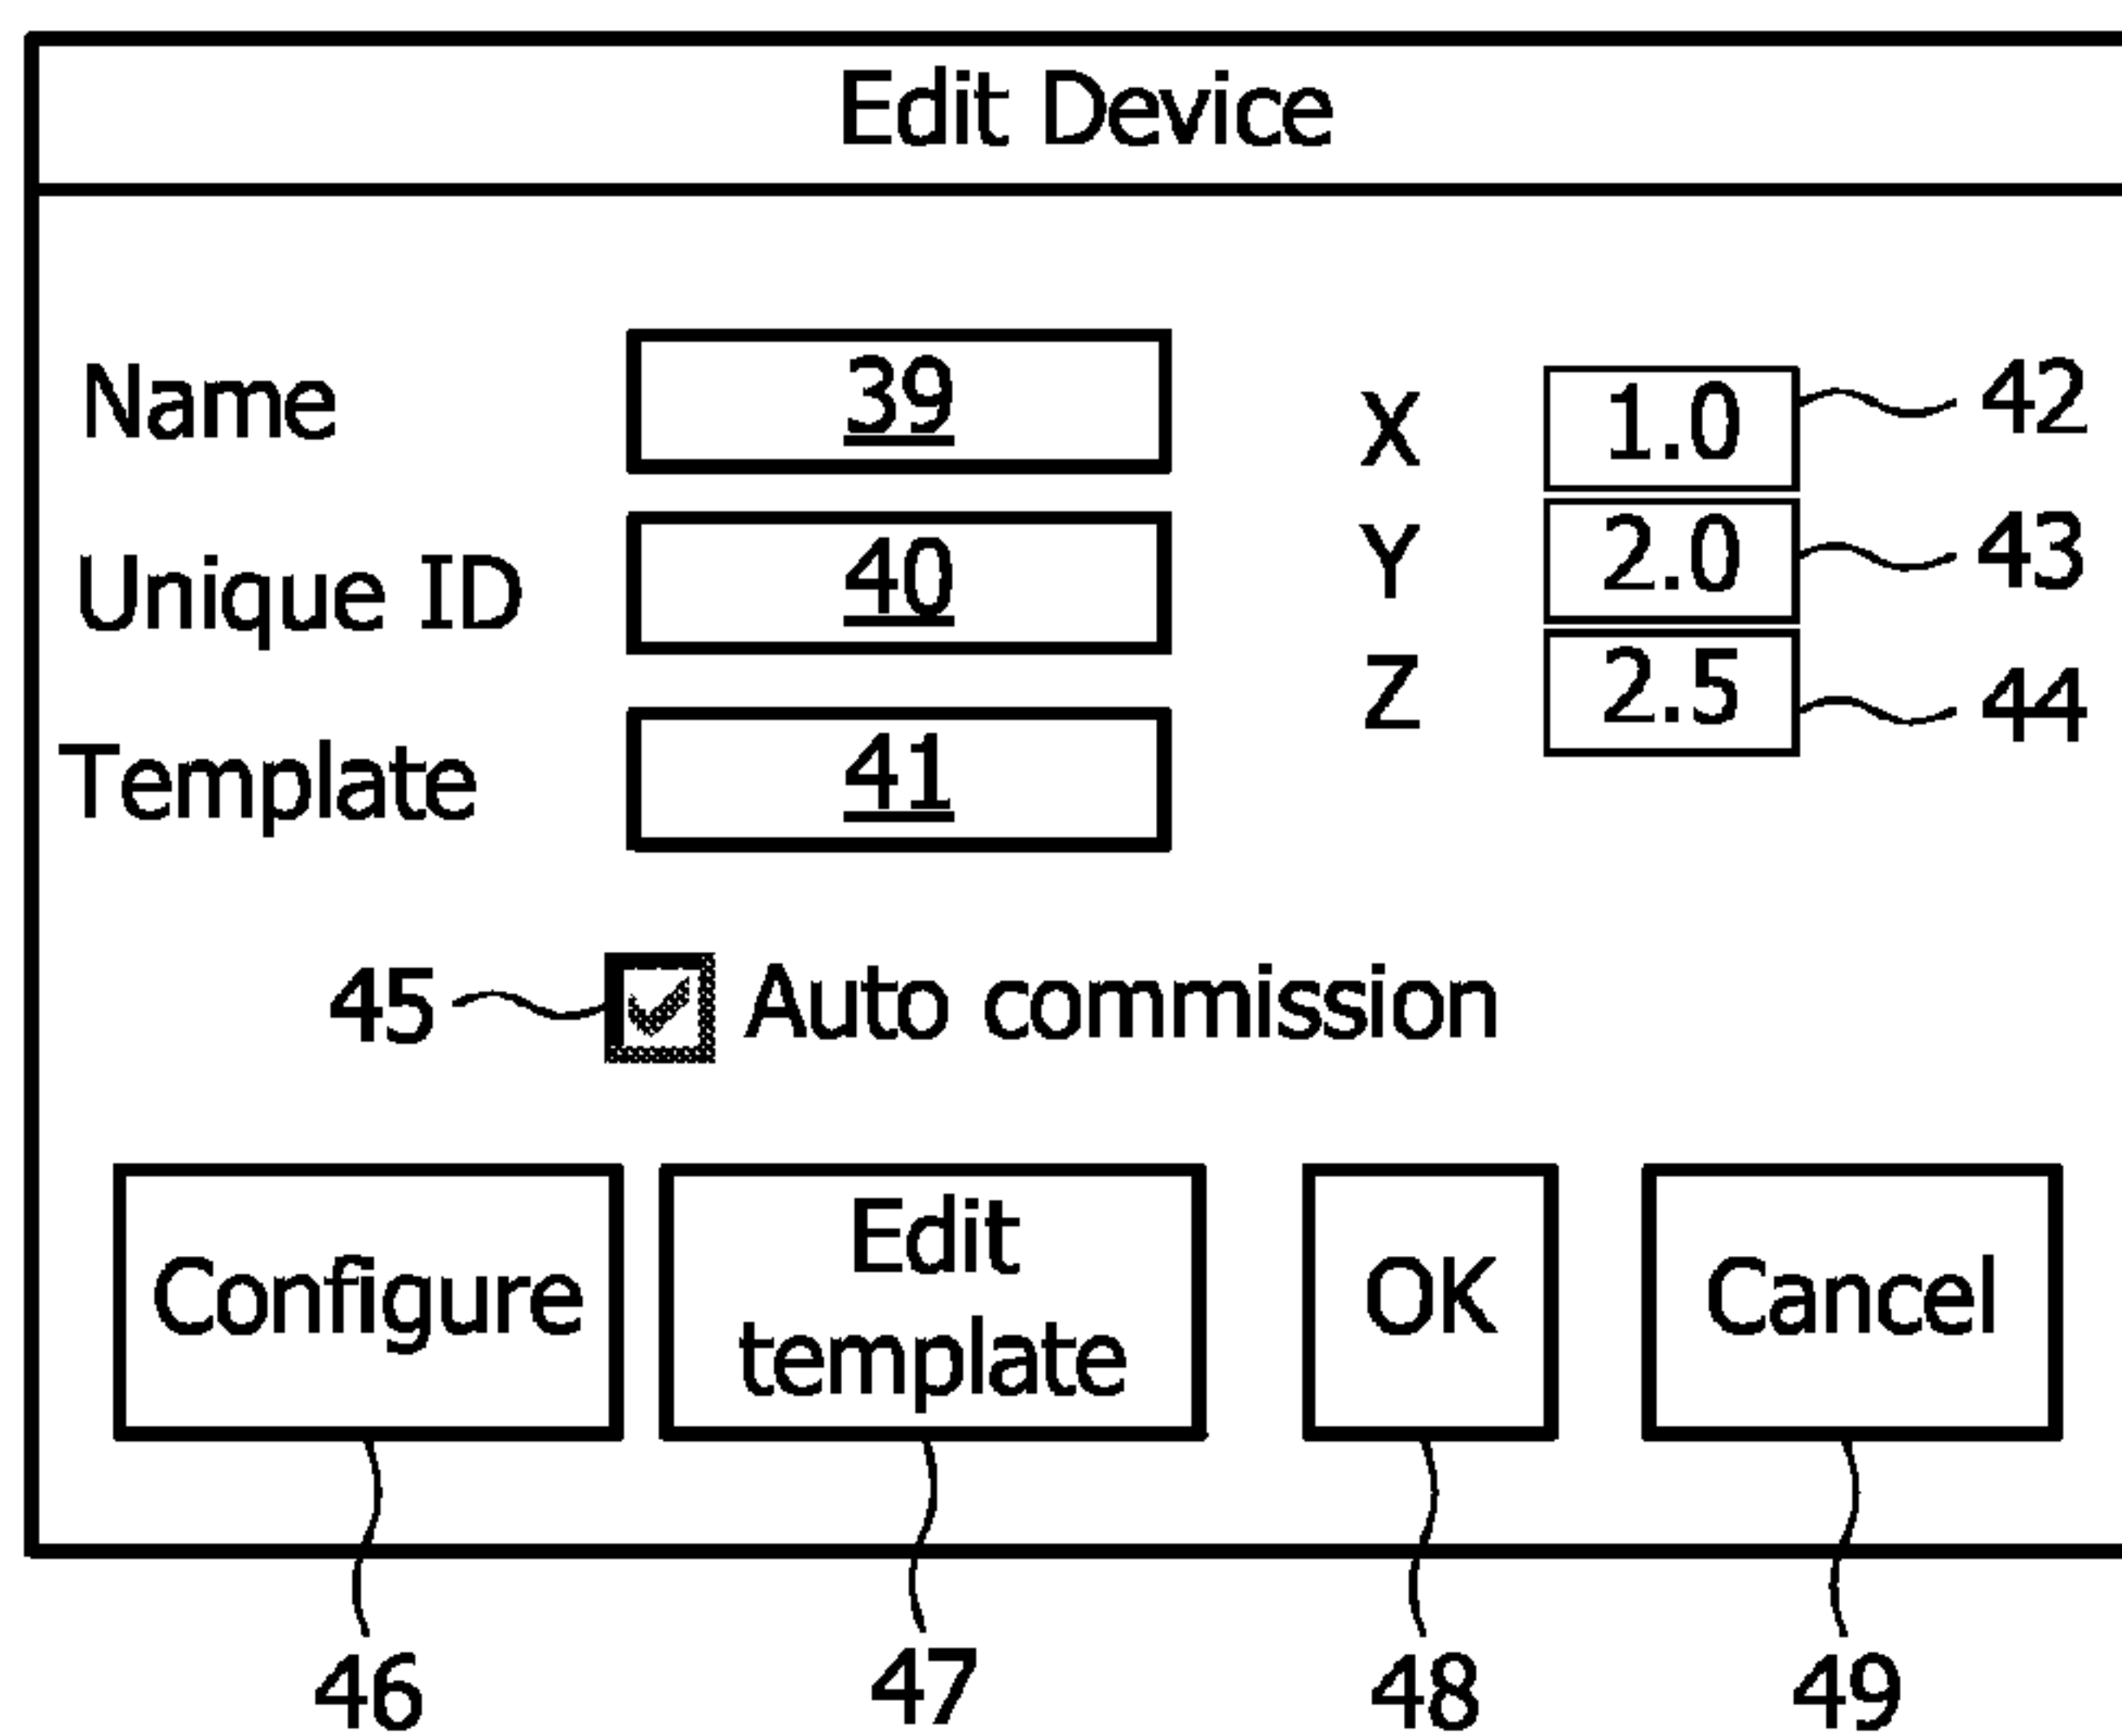 Edit Device
Name 39 X 1.0 42
Unique ID 40 Y 2.0 43
Template 41 Z 2.5 44
45 Auto commission
Configure Edit template OK Cancel
46 47 48 49